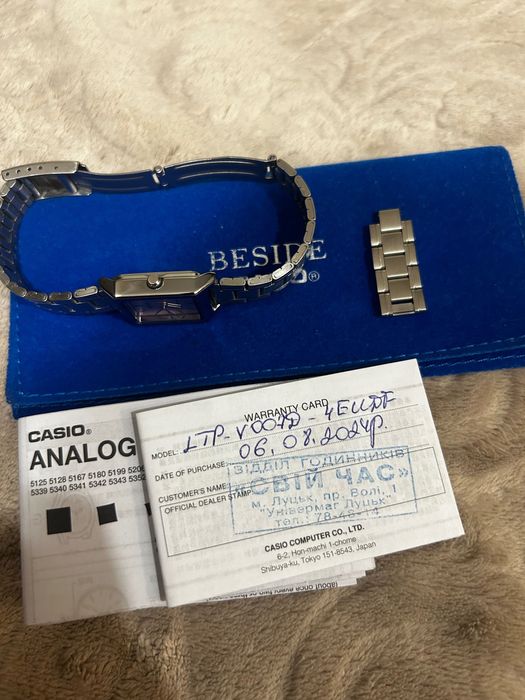 BESIDE
CASIO®
ANALOG
5125 5128 5167 5180 5199 5206
5339 5340 5341 5342 5343 5352
WARRANTY CARD
MODEL: LTP-V007D-4EUDF
DATE OF PURCHASE: 06.08.2024р.
CUSTOMER'S NAME:
OFFICIAL DEALER STAMP
ВІДДІЛ ГОДИННИКІВ
«СВІЙ ЧАС»
м. Луцьк, пр. Волі, 1
"Універмаг Луцьк"
тел.: 78-48-14
CASIO COMPUTER CO., LTD.
6-2, Hon-machi 1-chome
Shibuya-ku, Tokyo 151-8543, Japan